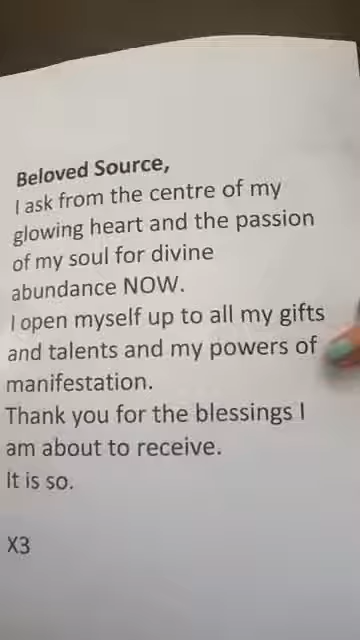 Beloved Source,
I ask from the centre of my
glowing heart and the passion
of my soul for divine
abundance NOW.
I open myself up to all my gifts
and talents and my powers of
manifestation.
Thank you for the blessings I
am about to receive.
It is so.
X3